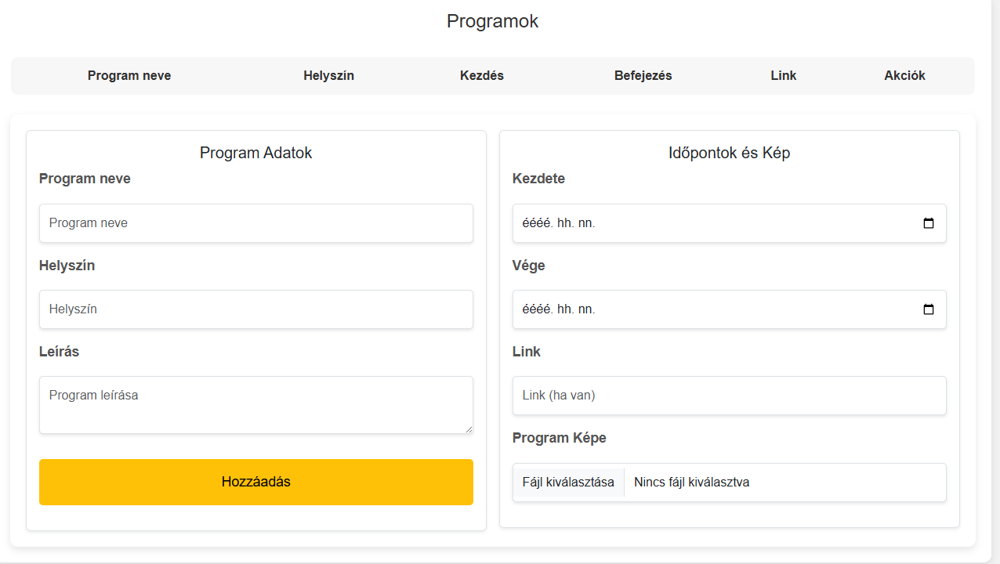 Programok
Program neve Helyszín Kezdés Befejezés Link Akciók
Program Adatok
Program neve
Program neve
Helyszín
Helyszín
Leírás
Program leírása
Hozzáadás
Időpontok és Kép
Kezdete
éééé. hh. nn.
Vége
éééé. hh. nn.
Link
Link (ha van)
Program Képe
Fájl kiválasztása Nincs fájl kiválasztva